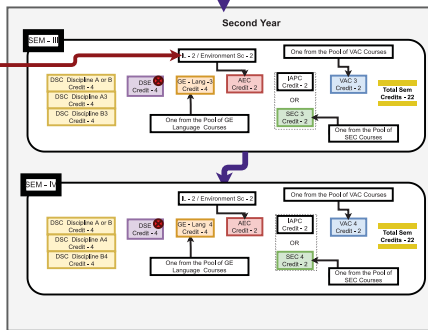 Second Year
SEM - III
IL - 2 / Environment Sc - 2
One from the Pool of VAC Courses
DSC Discipline A or B
Credit - 4
DSC Discipline A3
Credit - 4
DSC Discipline B3
Credit - 4
DSE
Credit - 4
GE - Lang - 3
Credit - 4
AEC
Credit - 2
IAPC
Credit - 2
OR
SEC 3
Credit - 2
VAC 3
Credit - 2
Total Sem
Credits - 22
One from the Pool of GE
Language Courses
One from the Pool of
SEC Courses
SEM - IV
IL - 2 / Environment Sc - 2
One from the Pool of VAC Courses
DSC Discipline A or B
Credit - 4
DSC Discipline A4
Credit - 4
DSC Discipline B4
Credit - 4
DSE
Credit - 4
GE - Lang 4
Credit - 4
AEC
Credit - 2
IAPC
Credit - 2
OR
SEC 4
Credit - 2
VAC 4
Credit - 2
Total Sem
Credits - 22
One from the Pool of GE
Language Courses
One from the Pool of
SEC Courses